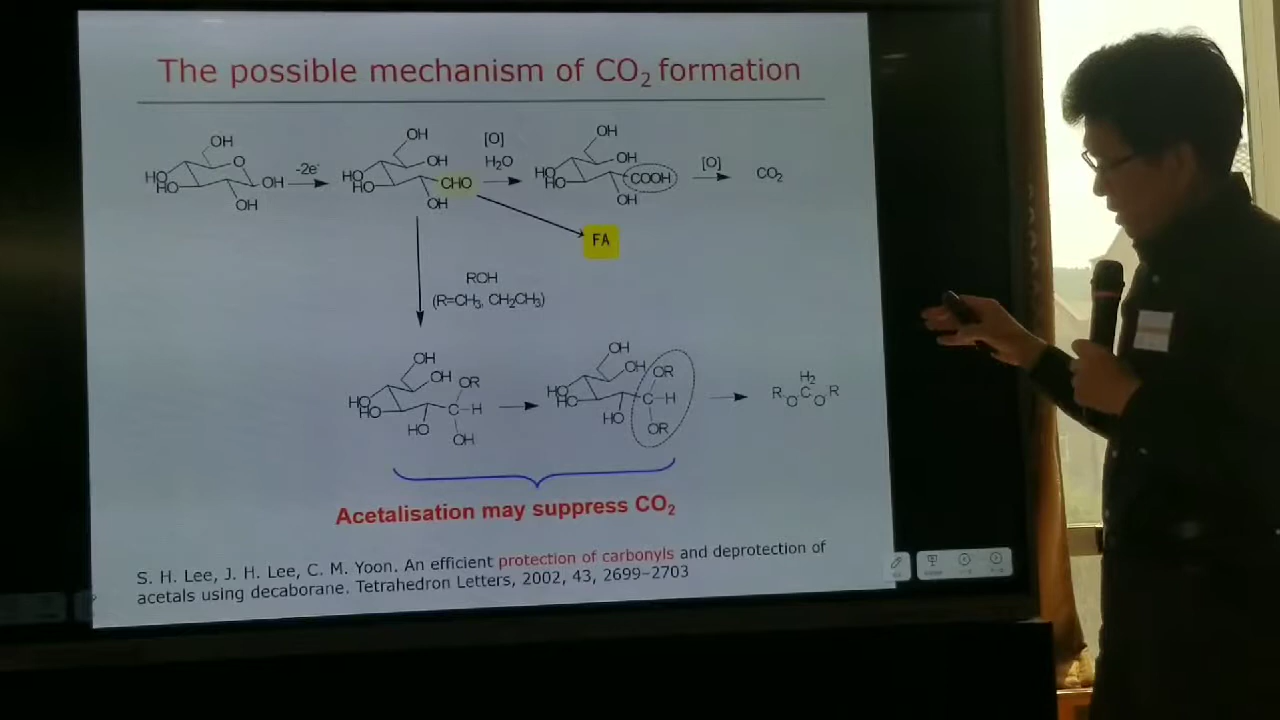 The possible mechanism of CO₂ formation
OH
O
HO
HO
OH
OH
-2e⁻
OH
OH
HO
HO
CHO
OH
[O]
H₂O
OH
OH
HO
HO
COOH
OH
[O]
CO₂
FA
ROH
(R=CH₃, CH₂CH₃)
OH
OH
OR
HO
HO
C-H
HO
OH
OH
OH
OR
HO
HO
C-H
HO
OR
H₂
R O C O R
Acetalisation may suppress CO₂
S. H. Lee, J. H. Lee, C. M. Yoon. An efficient protection of carbonyls and deprotection of
acetals using decaborane. Tetrahedron Letters, 2002, 43, 2699–2703